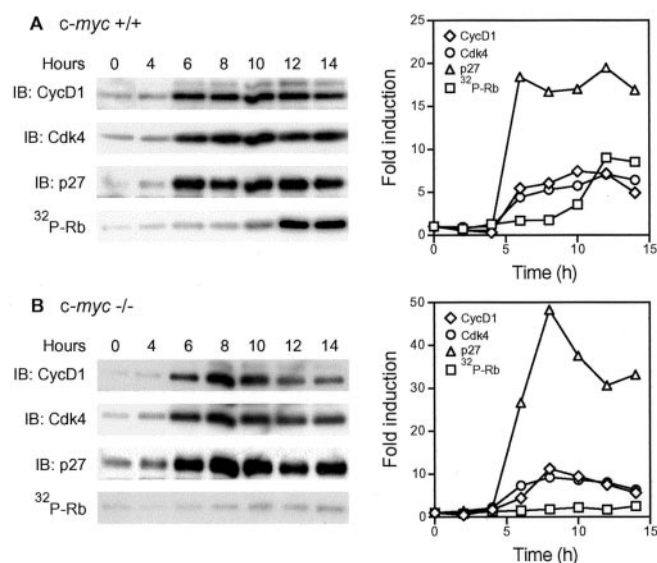 A c-myc +/+
Hours 0 4 6 8 10 12 14
IB: CycD1
IB: Cdk4
IB: p27
32P-Rb
CycD1
Cdk4
p27
32P-Rb
Fold induction
25
20
15
10
5
0
0 5 10 15
Time (h)
B c-myc -/-
Hours 0 4 6 8 10 12 14
IB: CycD1
IB: Cdk4
IB: p27
32P-Rb
CycD1
Cdk4
p27
32P-Rb
Fold induction
50
40
30
20
10
0
0 5 10 15
Time (h)